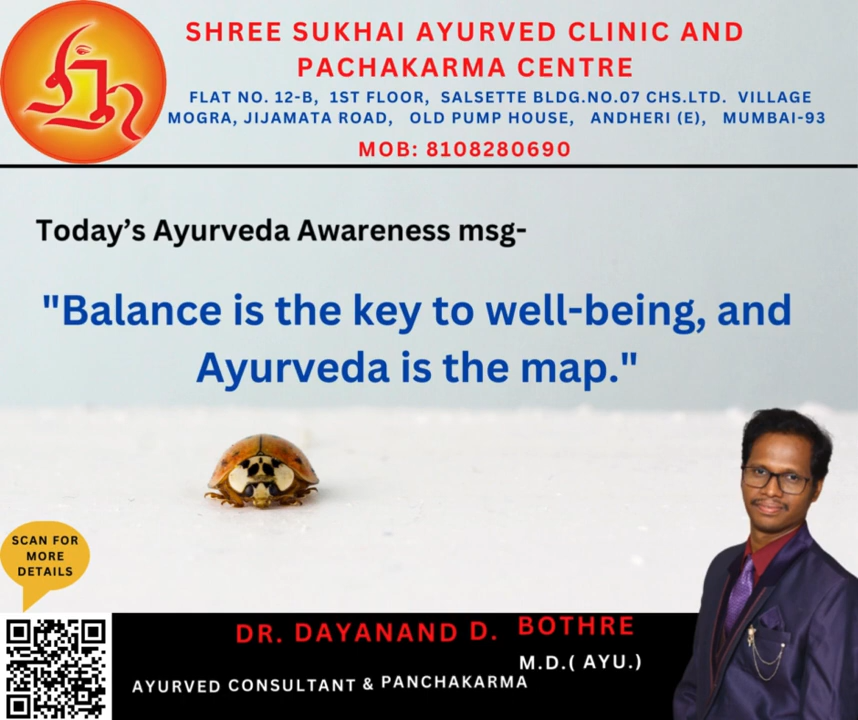 SHREE SUKHAI AYURVED CLINIC AND
PACHAKARMA CENTRE
FLAT NO. 12-B, 1ST FLOOR, SALSETTE BLDG.NO.07 CHS.LTD. VILLAGE
MOGRA, JIJAMATA ROAD, OLD PUMP HOUSE, ANDHERI (E), MUMBAI-93
MOB: 8108280690
Today’s Ayurveda Awareness msg-
"Balance is the key to well-being, and
Ayurveda is the map."
SCAN FOR
MORE
DETAILS
DR. DAYANAND D. BOTHRE
M.D.( AYU.)
AYURVED CONSULTANT & PANCHAKARMA